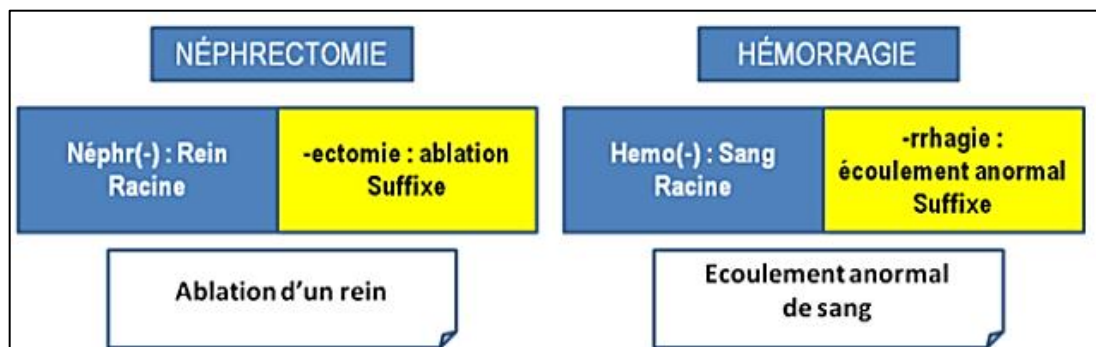 NÉPHRECTOMIE
Néphr(-) : Rein
Racine
-ectomie : ablation
Suffixe
Ablation d'un rein
HÉMORRAGIE
Hemo(-) : Sang
Racine
-rrhagie :
écoulement anormal
Suffixe
Ecoulement anormal
de sang